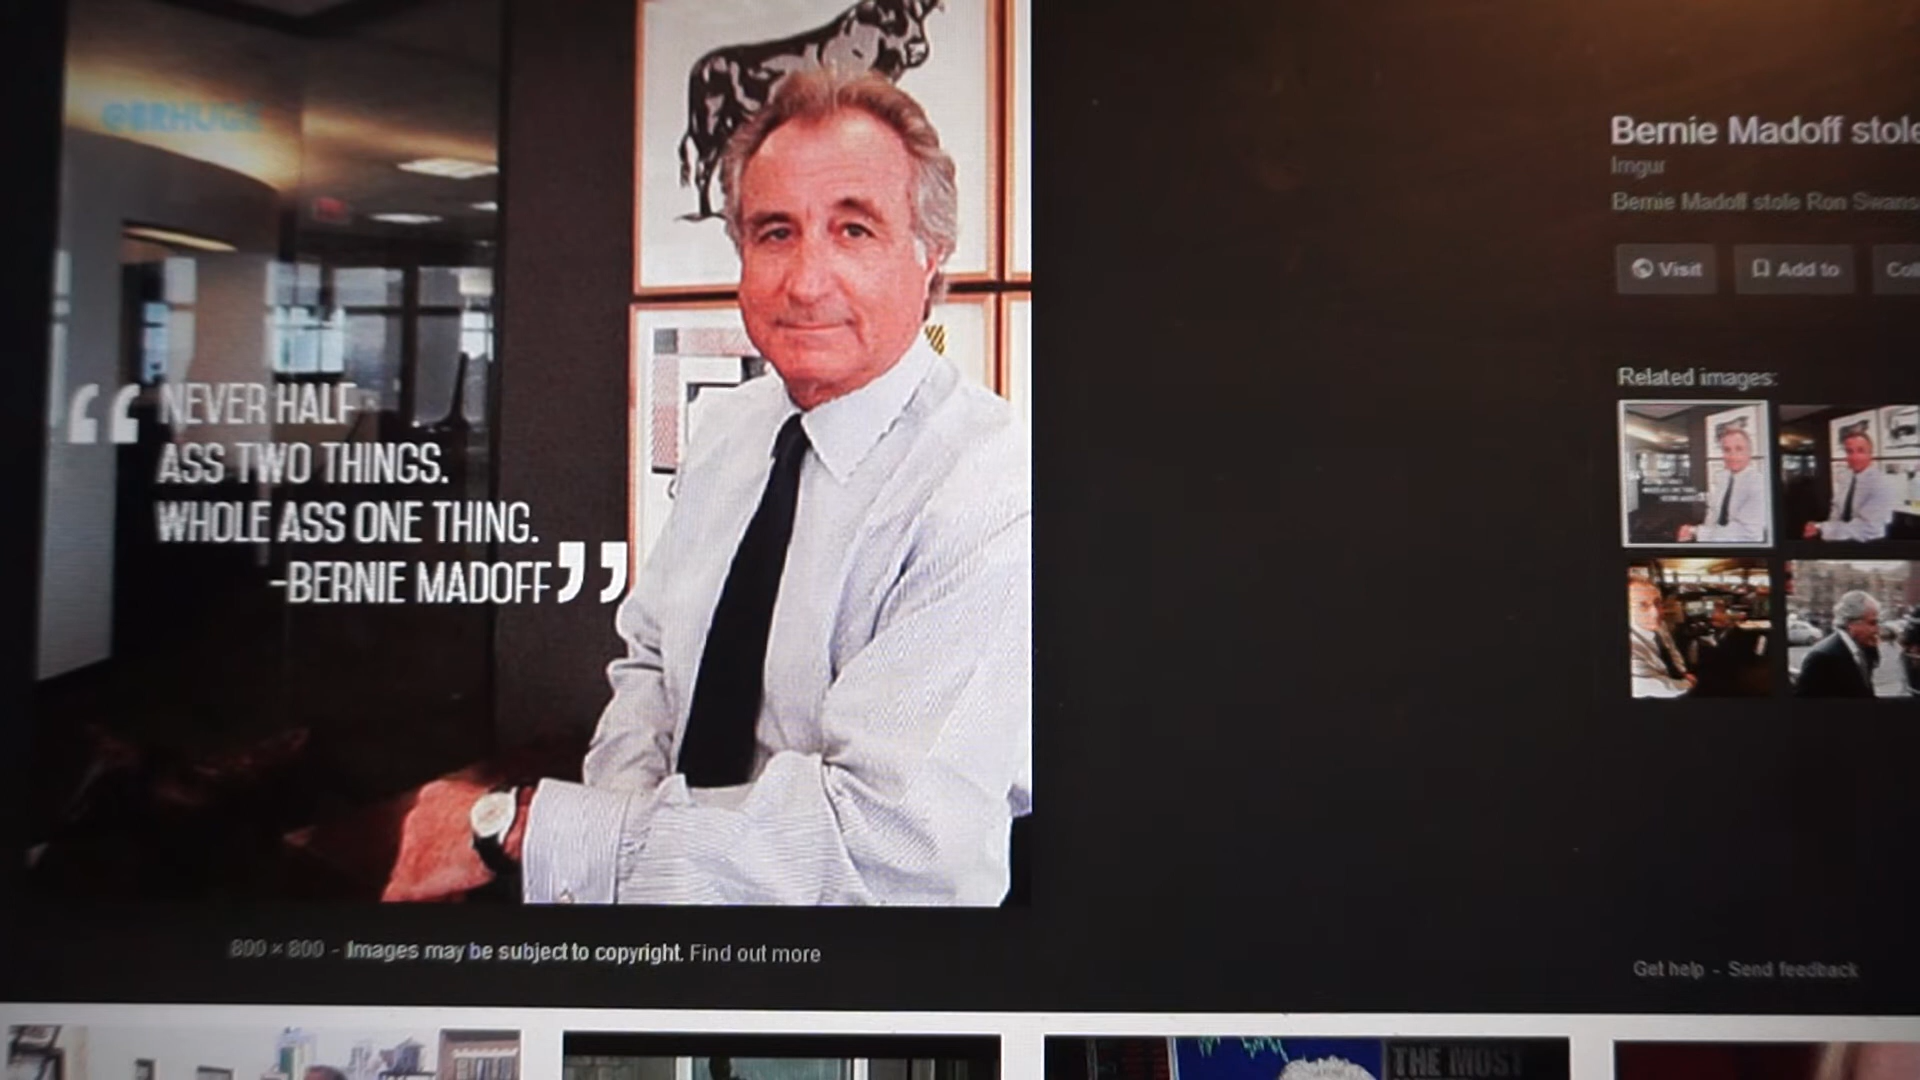 @BRHUGE
“ NEVER HALF
ASS TWO THINGS.
WHOLE ASS ONE THING.
-BERNIE MADOFF ”
800 × 800 - Images may be subject to copyright. Find out more
Bernie Madoff stole
Imgur
Bernie Madoff stole Ron Swans
Visit
Add to
Coll
Related images:
Get help - Send feedback
THE MOST